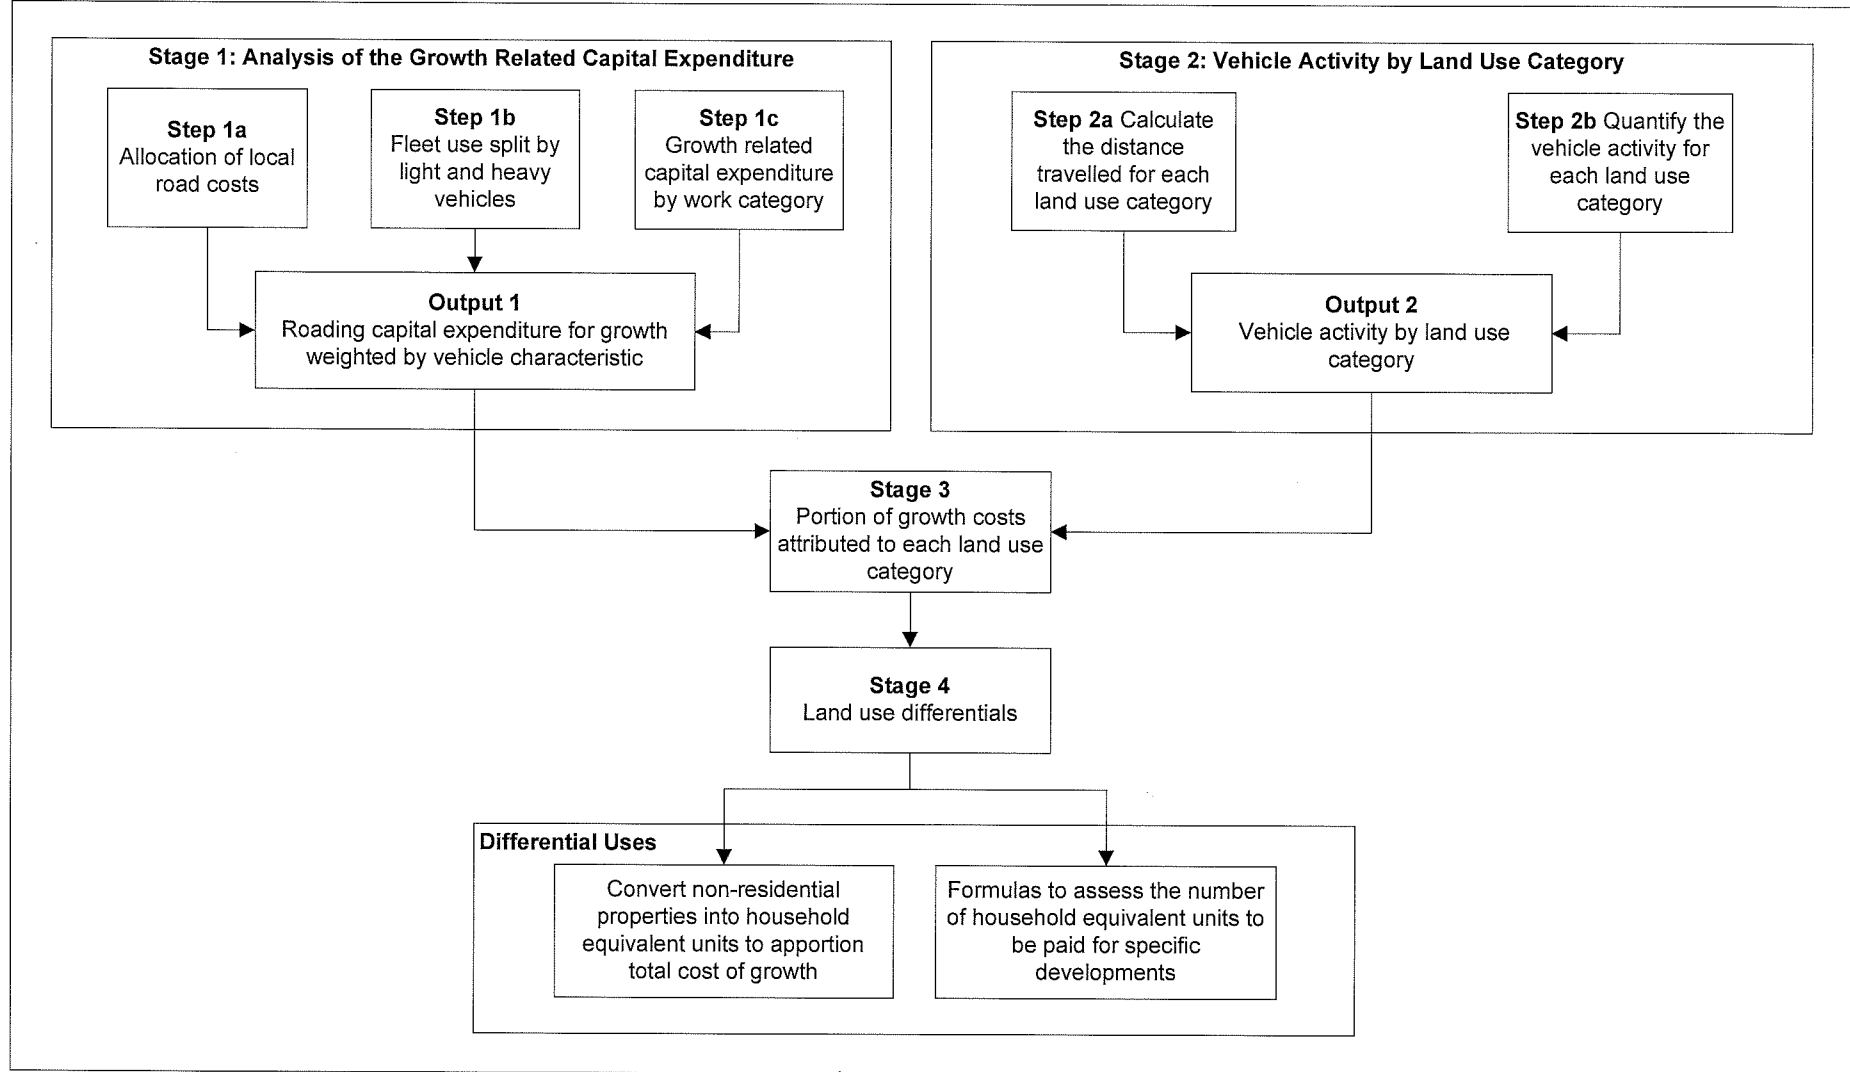 Stage 1: Analysis of the Growth Related Capital Expenditure
Step 1a
Allocation of local
road costs
Step 1b
Fleet use split by
light and heavy
vehicles
Step 1c
Growth related
capital expenditure
by work category
Output 1
Roading capital expenditure for growth
weighted by vehicle characteristic
Stage 2: Vehicle Activity by Land Use Category
Step 2a Calculate
the distance
travelled for each
land use category
Step 2b Quantify the
vehicle activity for
each land use
category
Output 2
Vehicle activity by land use
category
Stage 3
Portion of growth costs
attributed to each land use
category
Stage 4
Land use differentials
Differential Uses
Convert non-residential
properties into household
equivalent units to apportion
total cost of growth
Formulas to assess the number
of household equivalent units to
be paid for specific
developments